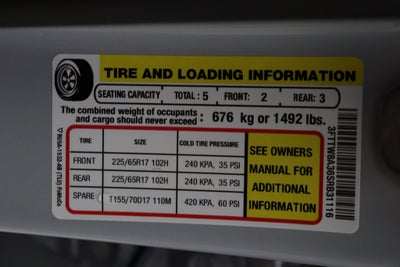 TIRE AND LOADING INFORMATION
SEATING CAPACITY TOTAL : 5 FRONT: 2 REAR: 3
The combined weight of occupants
and cargo should never exceed : 676 kg or 1492 lbs.
TIRE SIZE COLD TIRE PRESSURE
FRONT 225/65R17 102H 240 KPA, 35 PSI
REAR 225/65R17 102H 240 KPA, 35 PSI
SPARE T155/70D17 110M 420 KPA, 60 PSI
SEE OWNERS
MANUAL FOR
ADDITIONAL
INFORMATION
3FTTW8A36SRB31116